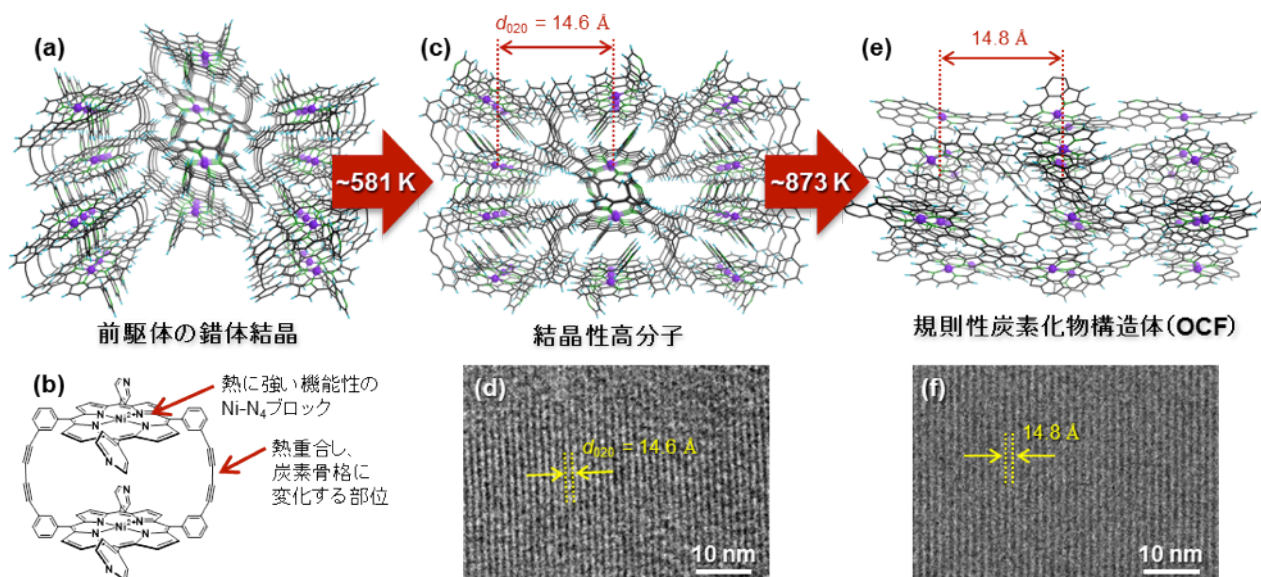 (a)
(c)
d₀₂₀ = 14.6 Å
(e)
14.8 Å
~581 K
~873 K
前駆体の錯体結晶
結晶性高分子
規則性炭素化物構造体(OCF)
(b)
熱に強い機能性の
Ni-N₄ブロック
熱重合し、
炭素骨格に
変化する部位
N
N
Ni²⁺
N
N
N
N
N
N
Ni²⁺
N
N
N
N
(d)
d₀₂₀ = 14.6 Å
10 nm
(f)
14.8 Å
10 nm